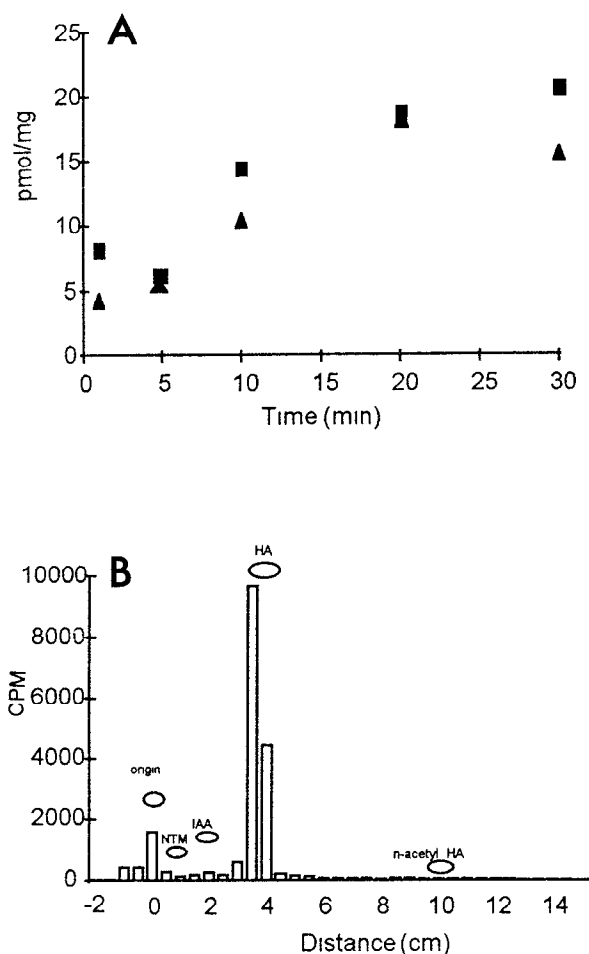 A
25
20
15
10
5
0
pmol/mg
0 5 10 15 20 25 30
Time (min)
B
HA
10000
8000
6000
4000
2000
0
CPM
origin
NTM
IAA
n-acetyl HA
-2 0 2 4 6 8 10 12 14
Distance (cm)